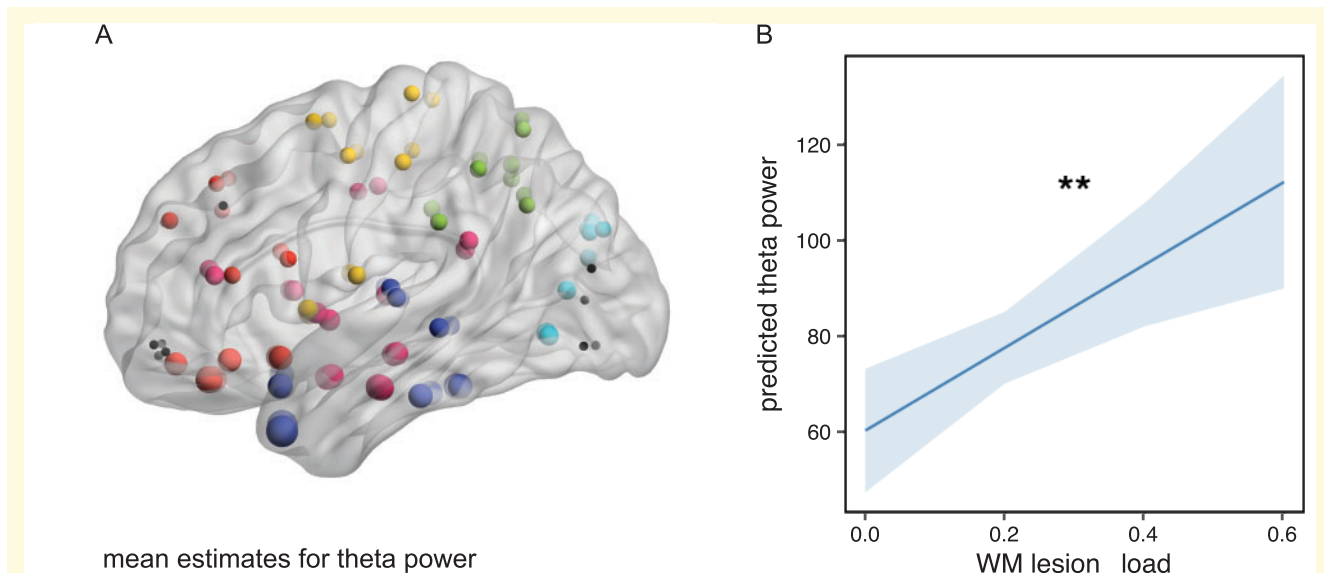 A
B
mean estimates for theta power
predicted theta power
120
100
80
60
**
0.0 0.2 0.4 0.6
WM lesion load